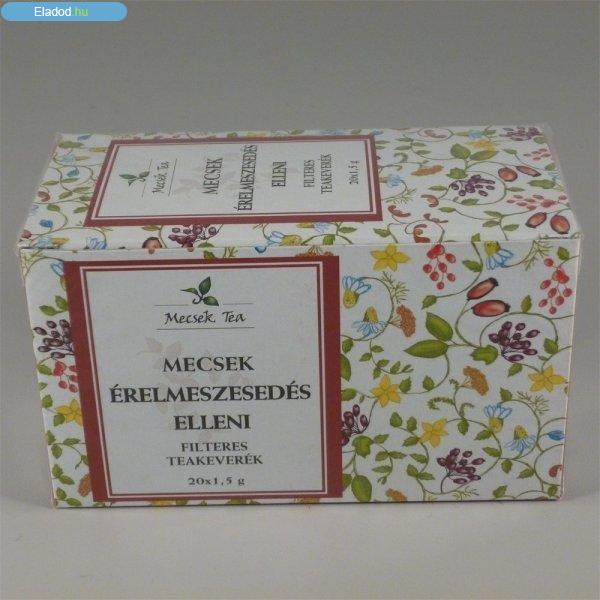 Eladod.hu
Mecsek Tea
MECSEK
ÉRELMESZESEDÉS
ELLENI
FILTERES
TEAKEVERÉK
20x1,5 g
Mecsek Tea
MECSEK
ÉRELMESZESEDÉS
ELLENI
FILTERES
TEAKEVERÉK
20x1,5 g